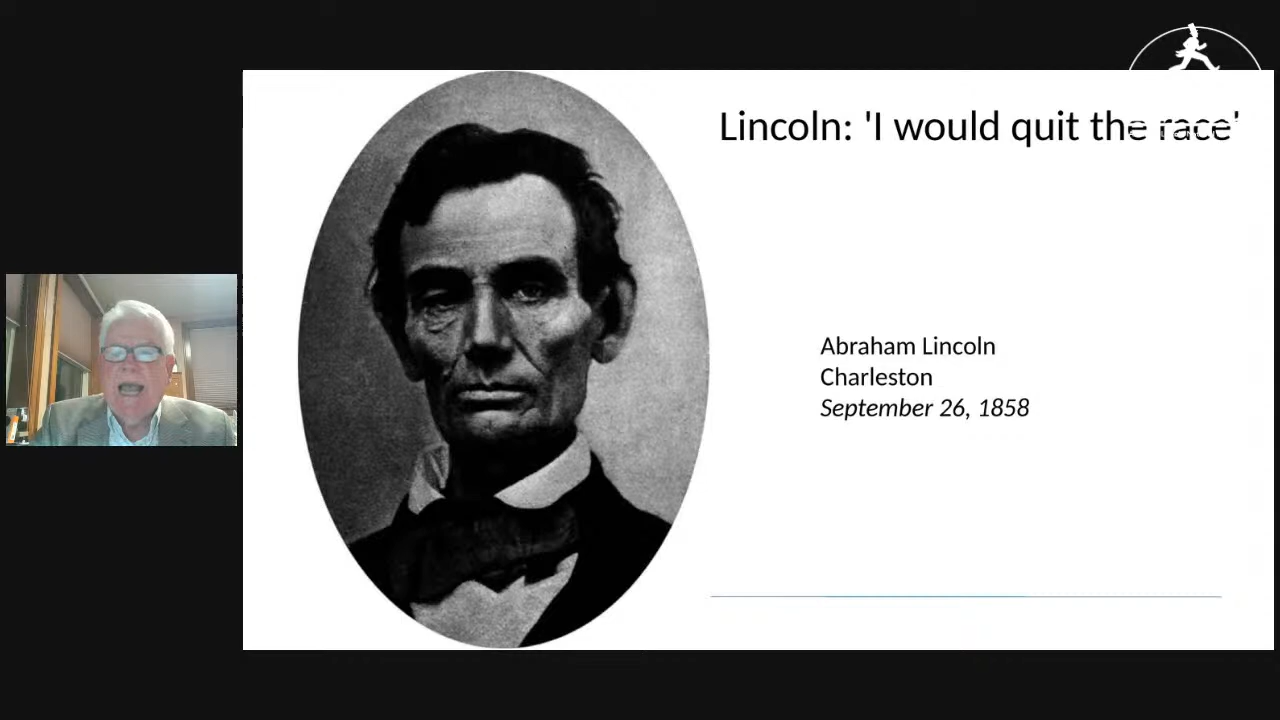 Lincoln: 'I would quit the race'
Abraham Lincoln
Charleston
September 26, 1858